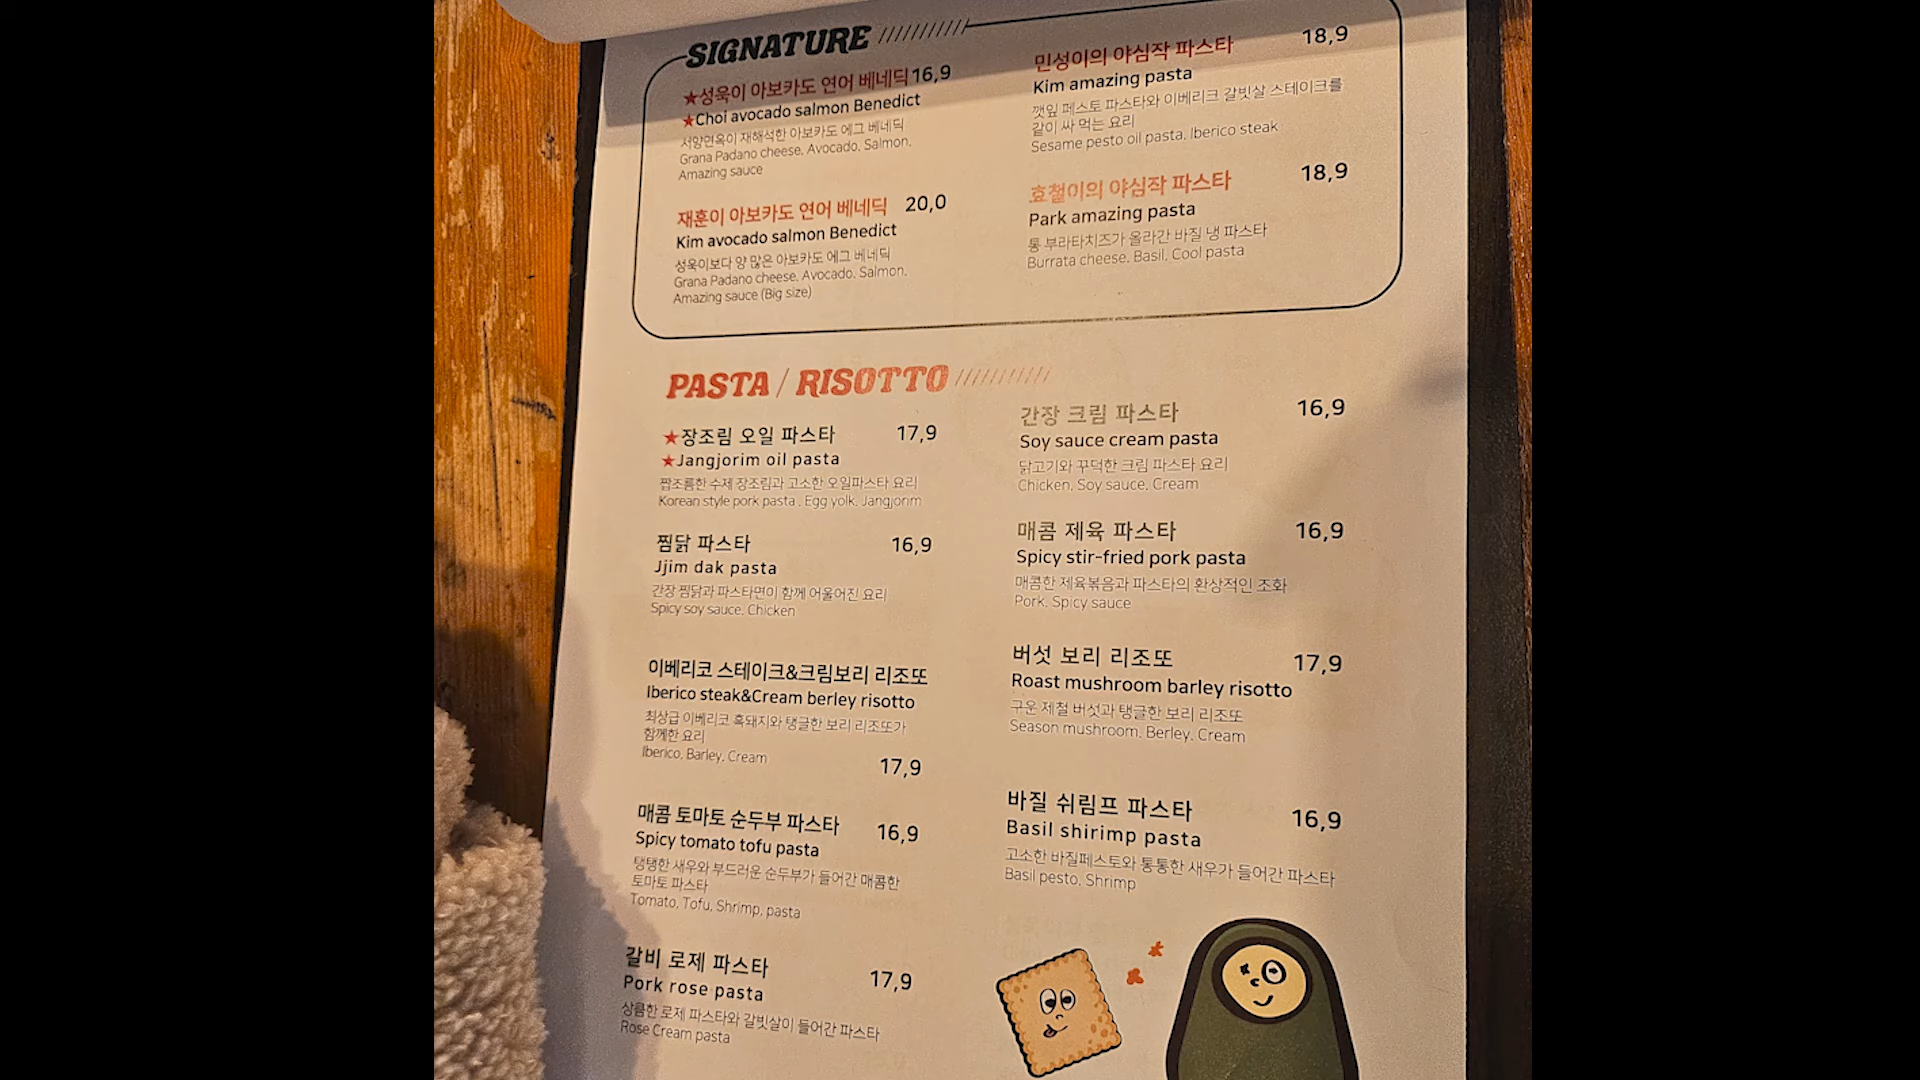 SIGNATURE
★성욱이 아보카도 연어 베네딕 16,9
★Choi avocado salmon Benedict
서양면옥이 재해석한 아보카도 에그 베네딕
Grana Padano cheese, Avocado, Salmon,
Amazing sauce
재훈이 아보카도 연어 베네딕 20,0
Kim avocado salmon Benedict
성욱이보다 양 많은 아보카도 에그 베네딕
Grana Padano cheese, Avocado, Salmon,
Amazing sauce (Big size)
민성이의 야심작 파스타 18,9
Kim amazing pasta
깻잎 페스토 파스타와 이베리크 갈빗살 스테이크를
같이 싸 먹는 요리
Sesame pesto oil pasta, Iberico steak
효철이의 야심작 파스타 18,9
Park amazing pasta
통 부라타치즈가 올라간 바질 냉 파스타
Burrata cheese, Basil, Cool pasta
PASTA / RISOTTO
★장조림 오일 파스타 17,9
★Jangjorim oil pasta
짭조름한 수제 장조림과 고소한 오일파스타 요리
Korean style pork pasta , Egg yolk, Jangjorim
찜닭 파스타 16,9
Jjim dak pasta
간장 찜닭과 파스타면이 함께 어울어진 요리
Spicy soy sauce, Chicken
이베리코 스테이크&크림보리 리조또
Iberico steak&Cream berley risotto
최상급 이베리코 흑돼지와 탱글한 보리 리조또가
함께한 요리
Iberico, Barley, Cream
17,9
매콤 토마토 순두부 파스타 16,9
Spicy tomato tofu pasta
탱탱한 새우와 부드러운 순두부가 들어간 매콤한
토마토 파스타
Tomato, Tofu, Shrimp, pasta
갈비 로제 파스타 17,9
Pork rose pasta
상큼한 로제 파스타와 갈빗살이 들어간 파스타
Rose Cream pasta
간장 크림 파스타 16,9
Soy sauce cream pasta
닭고기와 꾸덕한 크림 파스타 요리
Chicken, Soy sauce, Cream
매콤 제육 파스타 16,9
Spicy stir-fried pork pasta
매콤한 제육볶음과 파스타의 환상적인 조화
Pork, Spicy sauce
버섯 보리 리조또 17,9
Roast mushroom barley risotto
구운 제철 버섯과 탱글한 보리 리조또
Season mushroom, Berley, Cream
바질 쉬림프 파스타 16,9
Basil shirimp pasta
고소한 바질페스토와 통통한 새우가 들어간 파스타
Basil pesto, Shrimp